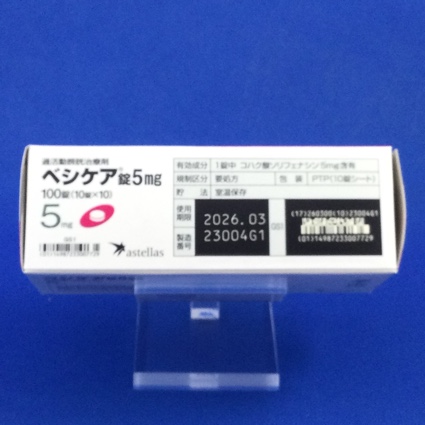 過活動膀胱治療剤
ベシケア®錠5mg
100錠(10錠×10)
5mg
astellas
有効成分 1錠中 コハク酸ソリフェナシン5mg含有
規制区分 要処方 包装 PTP(10錠シート)
貯法 室温保存
使用期限 2026.03
製造番号 23004G1
(17)260300(10)23004G1
(01)14987233007729
(01)14987233007729